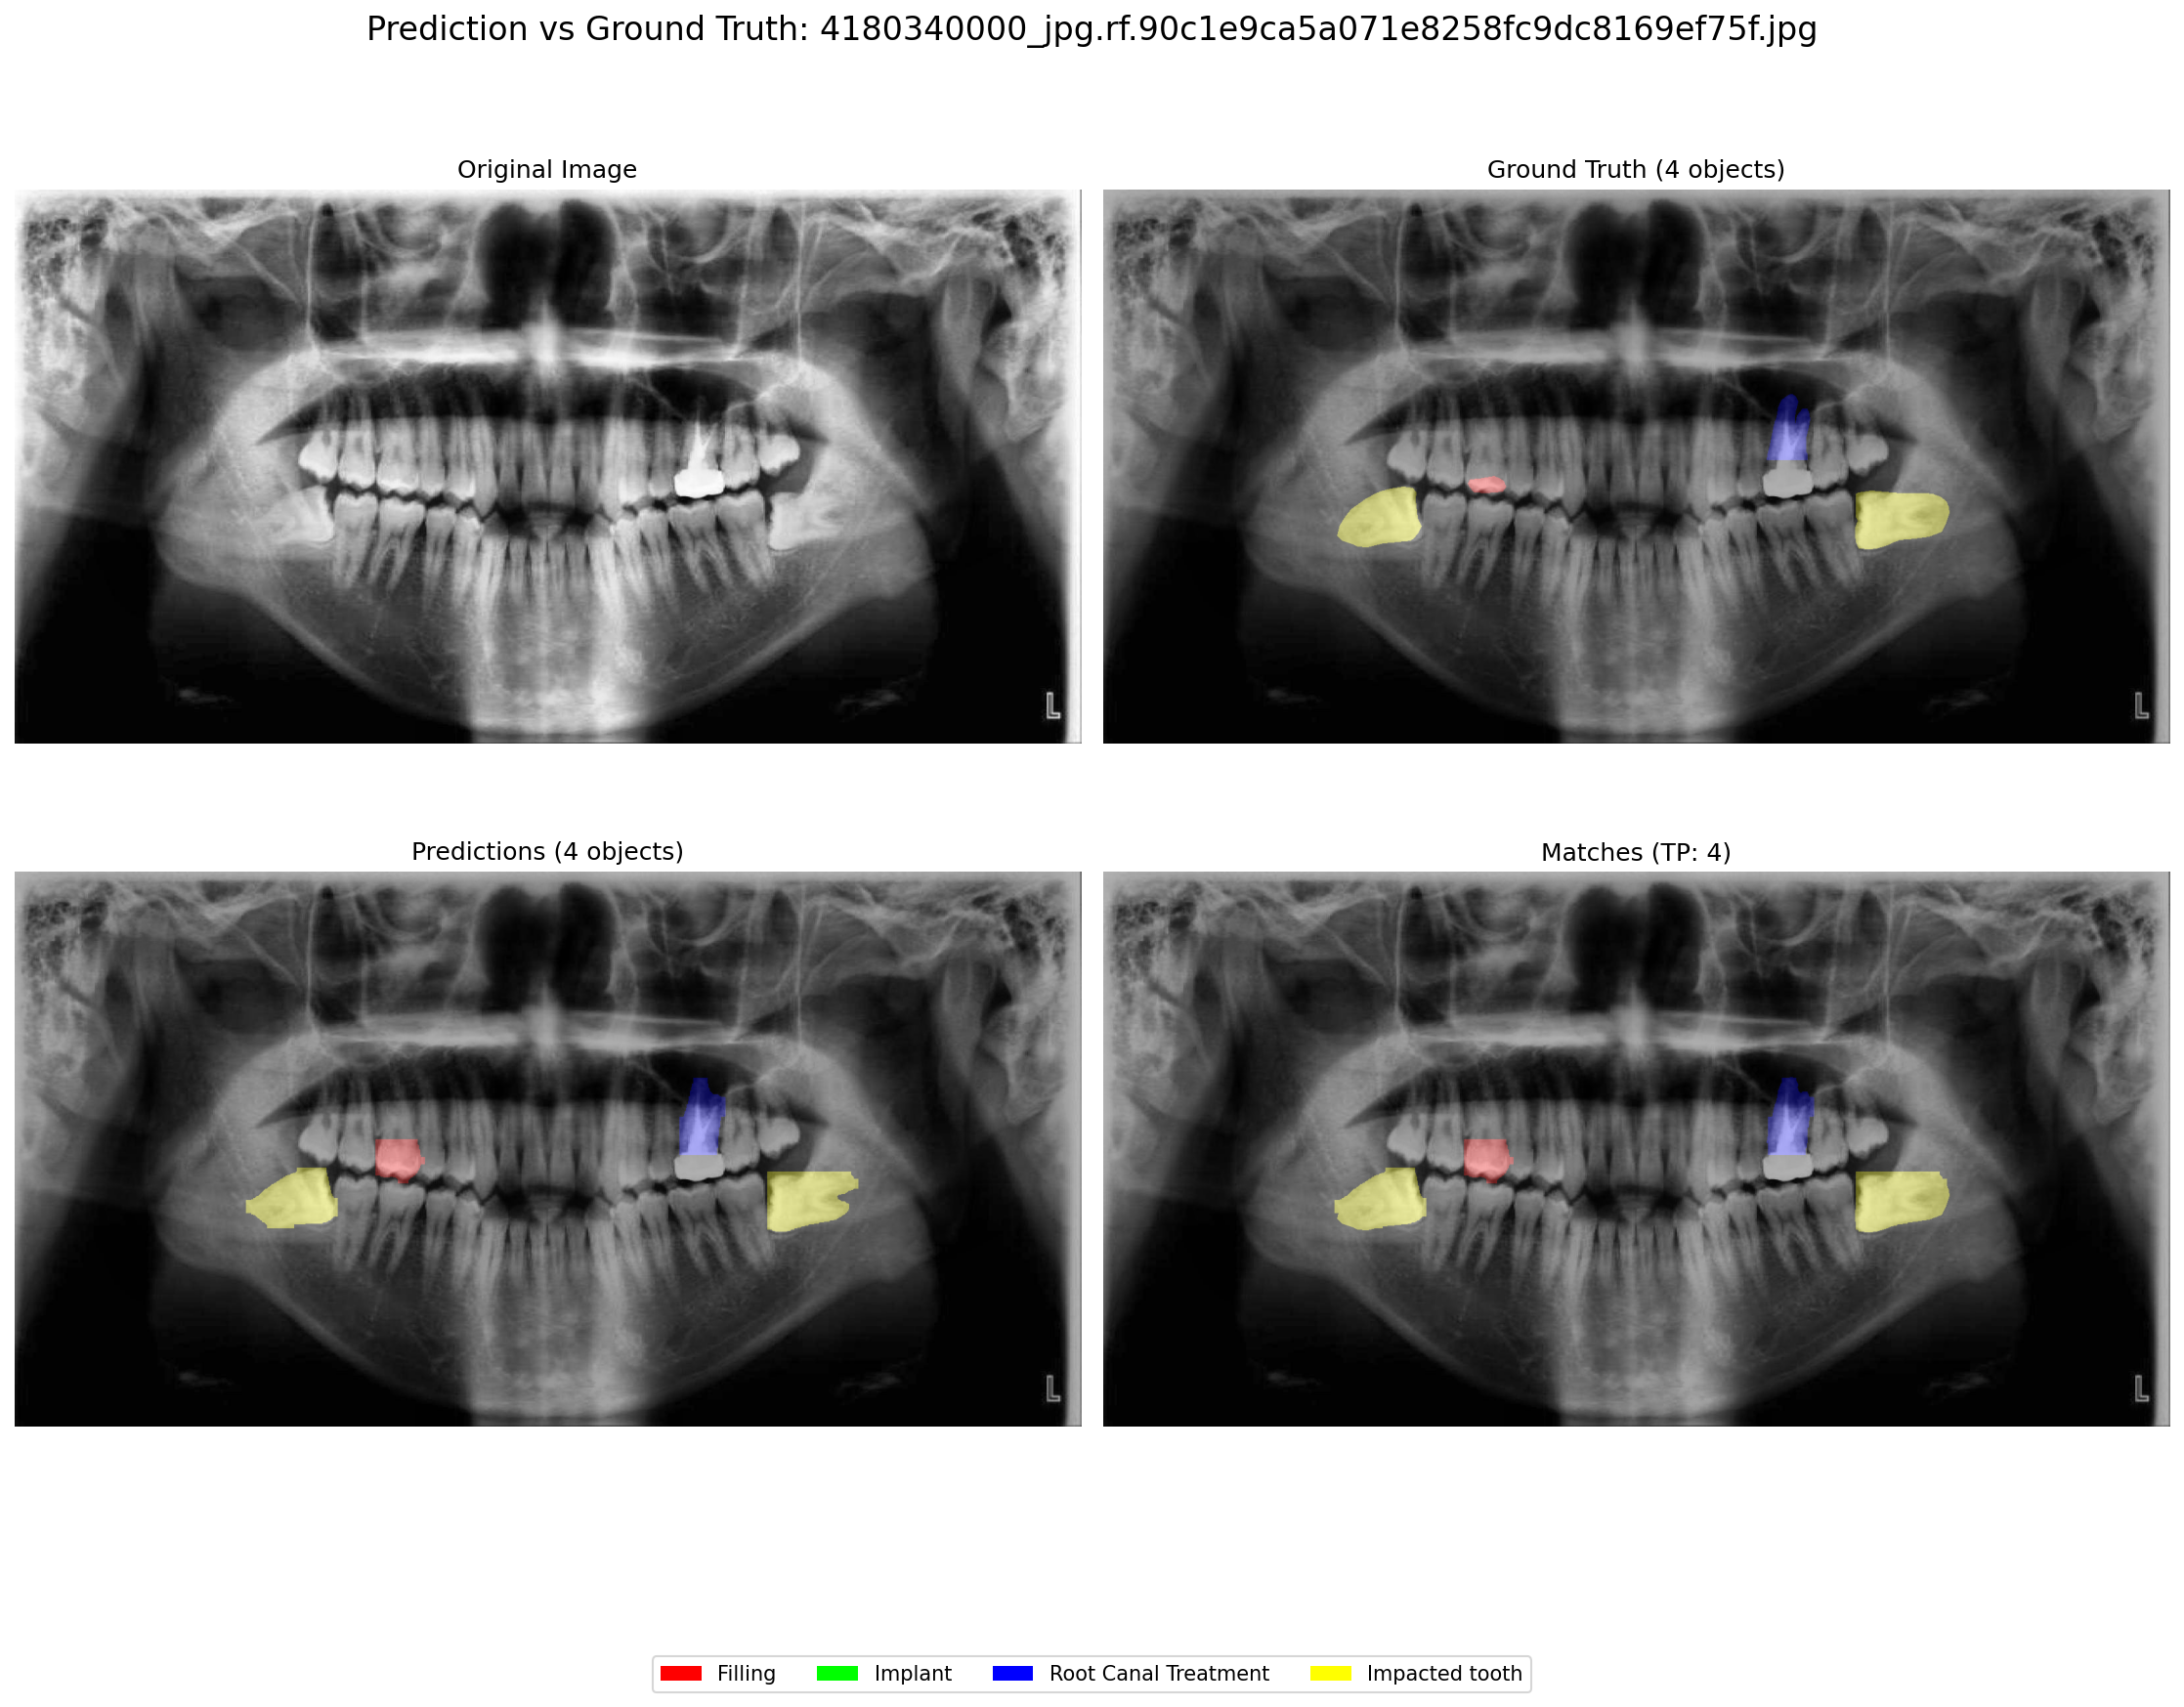 Prediction vs Ground Truth: 4180340000_jpg.rf.90c1e9ca5a071e8258fc9dc8169ef75f.jpg
Original Image
Ground Truth (4 objects)
L
L
Predictions (4 objects)
Matches (TP: 4)
L
L
Filling
Implant
Root Canal Treatment
Impacted tooth